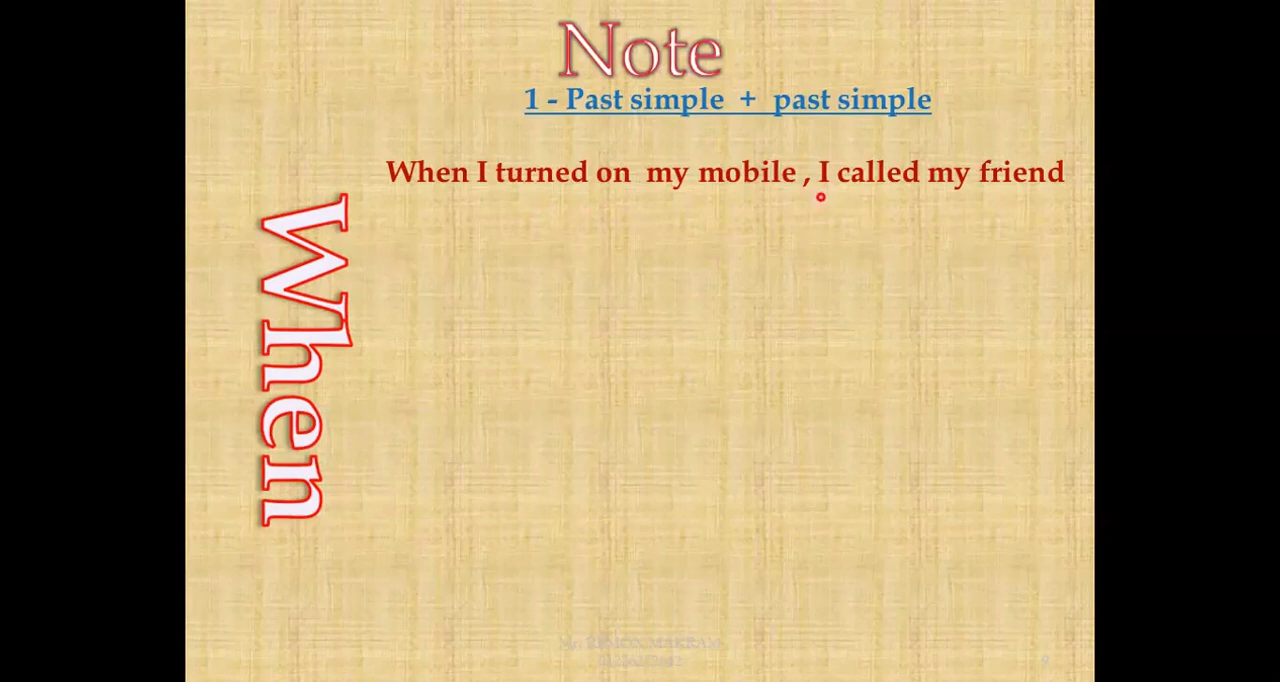 Note
1 - Past simple + past simple
When I turned on my mobile , I called my friend
When